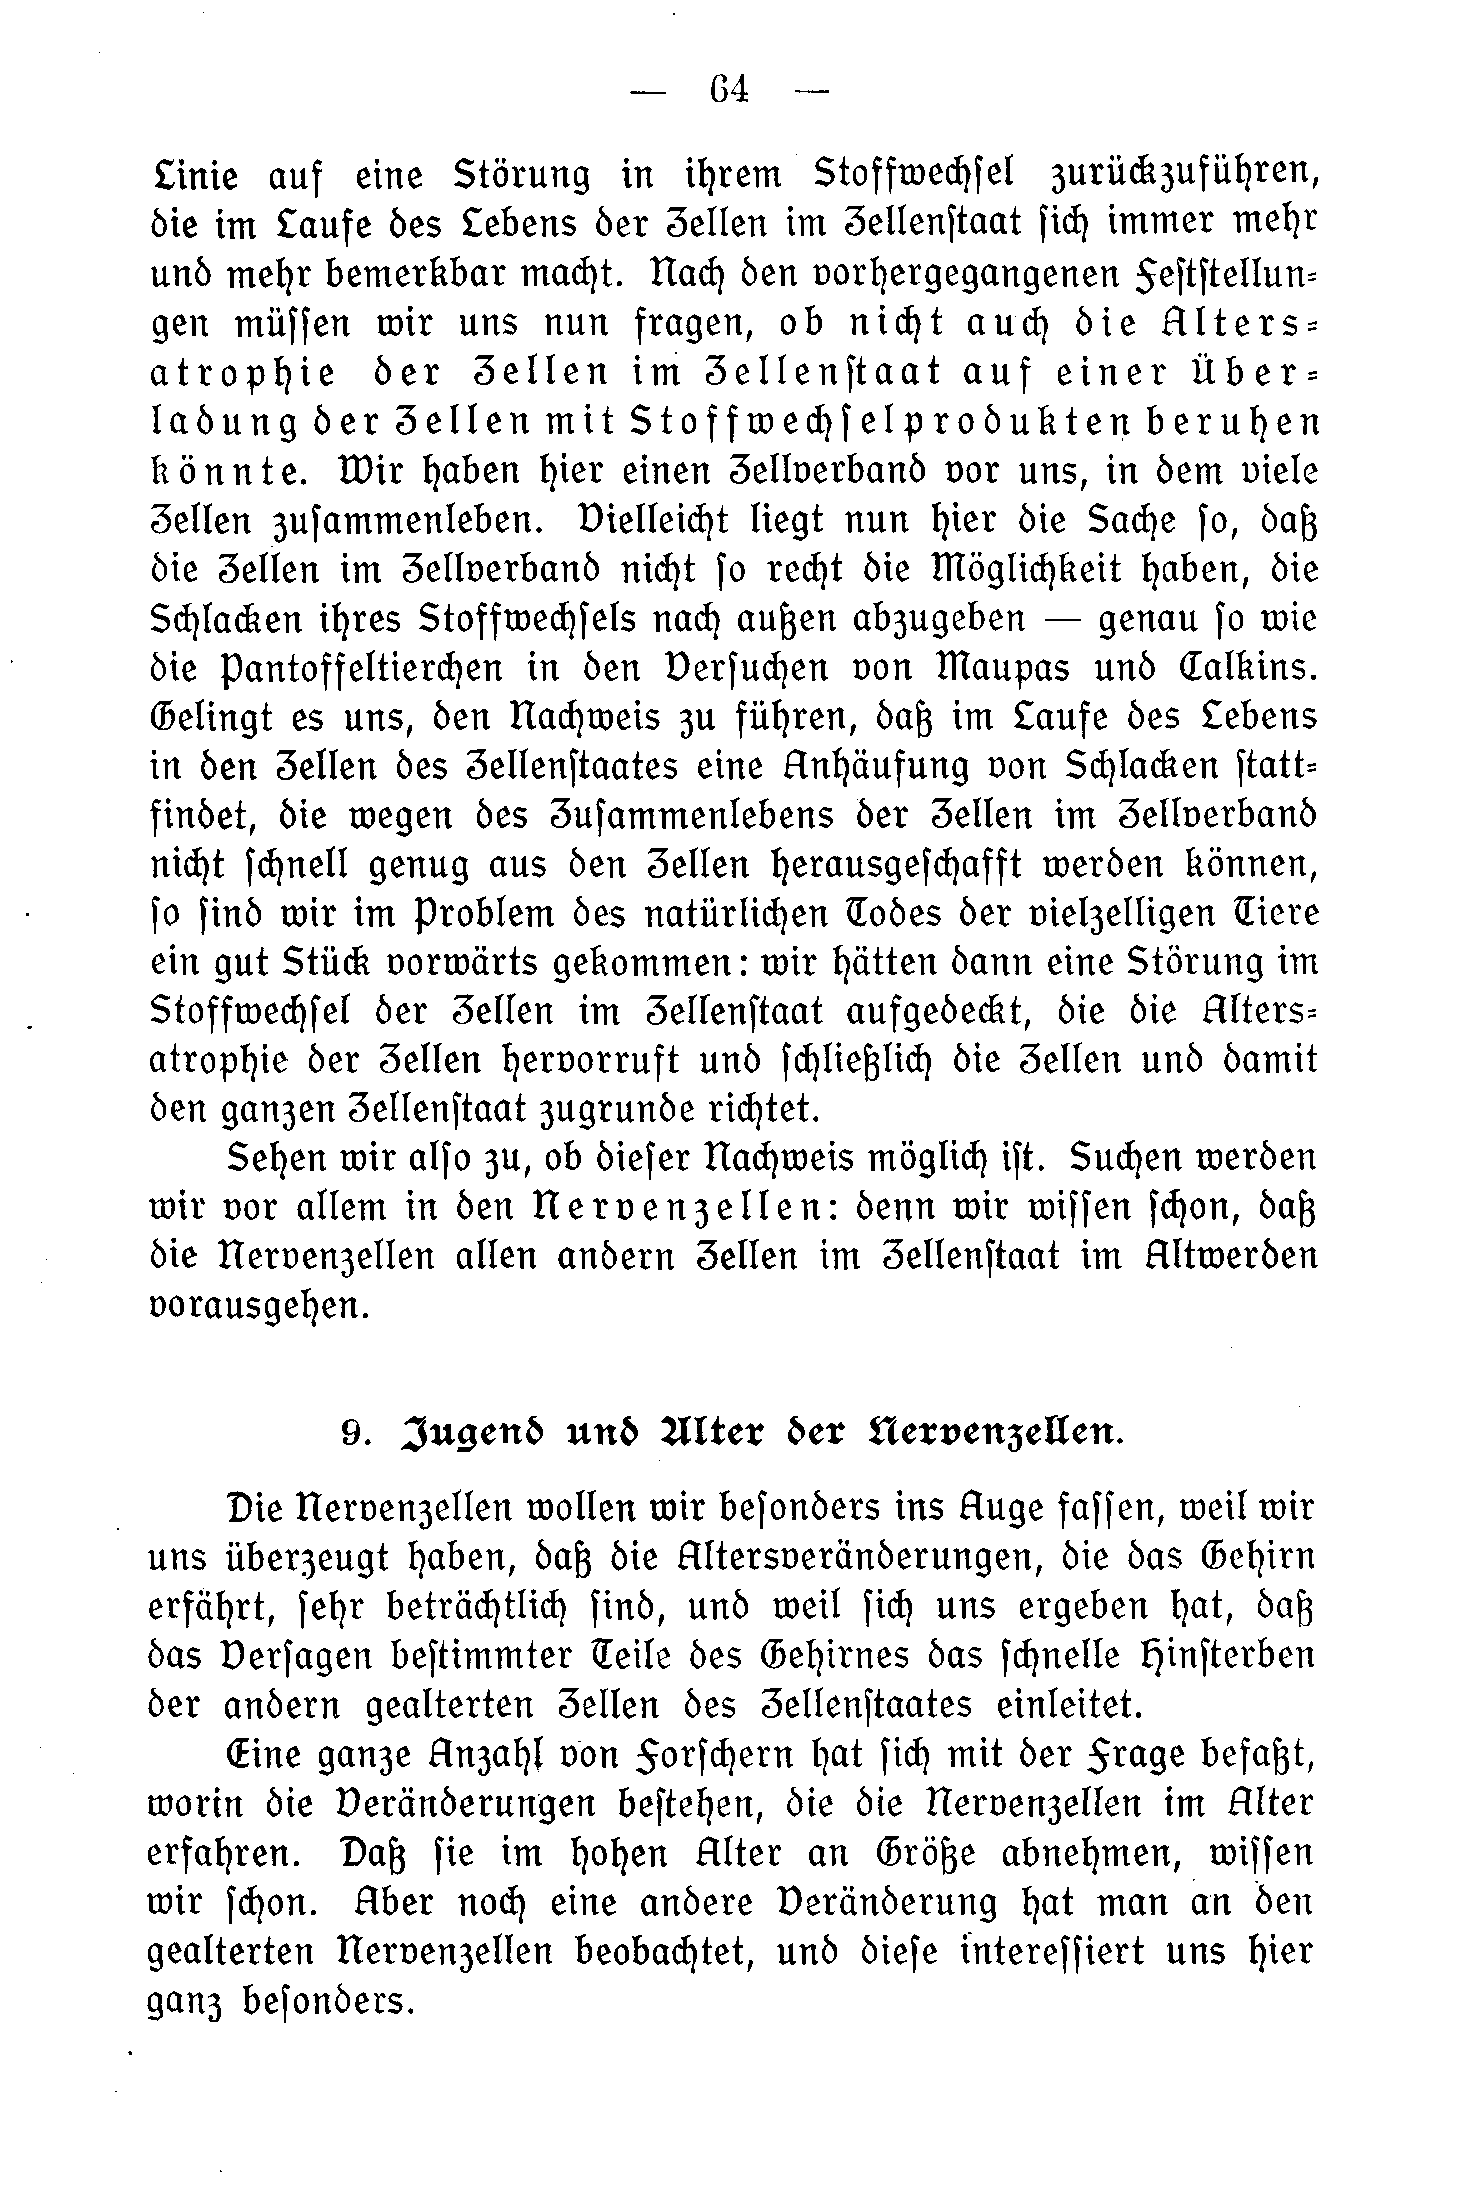 — 64 —
Linie auf eine Störung in ihrem Stoffwechſel zurückzuführen,
die im Laufe des Lebens der Zellen im Zellenſtaat ſich immer mehr
und mehr bemerkbar macht. Nach den vorhergegangenen Feſtſtellun-
gen müſſen wir uns nun fragen, ob nicht auch die Alters-
atrophie der Zellen im Zellenſtaat auf einer Über-
ladung der Zellen mit Stoffwechſelprodukten beruhen
könnte. Wir haben hier einen Zellverband vor uns, in dem viele
Zellen zuſammenleben. Vielleicht liegt nun hier die Sache ſo, daß
die Zellen im Zellverband nicht ſo recht die Möglichkeit haben, die
Schlacken ihres Stoffwechſels nach außen abzugeben — genau ſo wie
die Pantoffeltierchen in den Verſuchen von Maupas und Calkins.
Gelingt es uns, den Nachweis zu führen, daß im Laufe des Lebens
in den Zellen des Zellenſtaates eine Anhäufung von Schlacken ſtatt-
findet, die wegen des Zuſammenlebens der Zellen im Zellverband
nicht ſchnell genug aus den Zellen herausgeſchafft werden können,
ſo ſind wir im Problem des natürlichen Todes der vielzelligen Tiere
ein gut Stück vorwärts gekommen: wir hätten dann eine Störung im
Stoffwechſel der Zellen im Zellenſtaat aufgedeckt, die die Alters-
atrophie der Zellen hervorruft und ſchließlich die Zellen und damit
den ganzen Zellenſtaat zugrunde richtet.
Sehen wir alſo zu, ob dieſer Nachweis möglich iſt. Suchen werden
wir vor allem in den Nervenzellen: denn wir wiſſen ſchon, daß
die Nervenzellen allen andern Zellen im Zellenſtaat im Altwerden
vorausgehen.
9. Jugend und Alter der Nervenzellen.
Die Nervenzellen wollen wir beſonders ins Auge faſſen, weil wir
uns überzeugt haben, daß die Altersveränderungen, die das Gehirn
erfährt, ſehr beträchtlich ſind, und weil ſich uns ergeben hat, daß
das Verſagen beſtimmter Teile des Gehirnes das ſchnelle Hinſterben
der andern gealterten Zellen des Zellenſtaates einleitet.
Eine ganze Anzahl von Forſchern hat ſich mit der Frage befaßt,
worin die Veränderungen beſtehen, die die Nervenzellen im Alter
erfahren. Daß ſie im hohen Alter an Größe abnehmen, wiſſen
wir ſchon. Aber noch eine andere Veränderung hat man an den
gealterten Nervenzellen beobachtet, und dieſe intereſſiert uns hier
ganz beſonders.